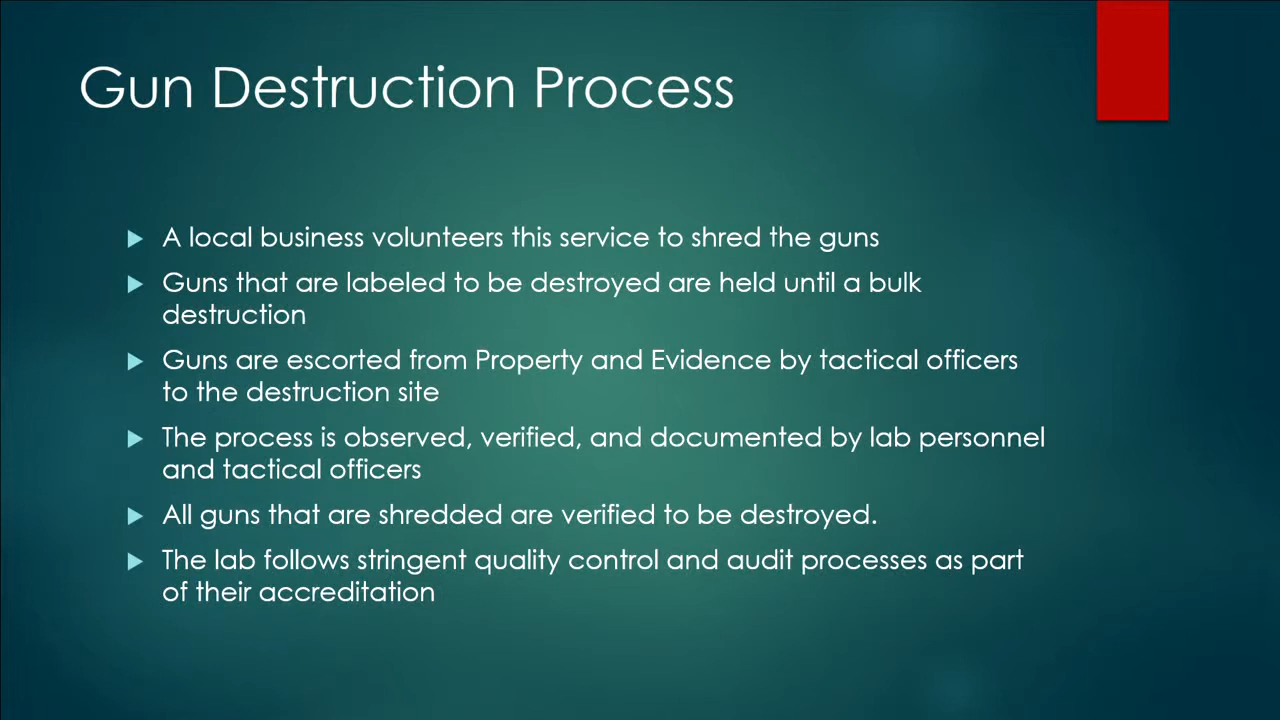 Gun Destruction Process
A local business volunteers this service to shred the guns
Guns that are labeled to be destroyed are held until a bulk
destruction
Guns are escorted from Property and Evidence by tactical officers
to the destruction site
The process is observed, verified, and documented by lab personnel
and tactical officers
All guns that are shredded are verified to be destroyed.
The lab follows stringent quality control and audit processes as part
of their accreditation